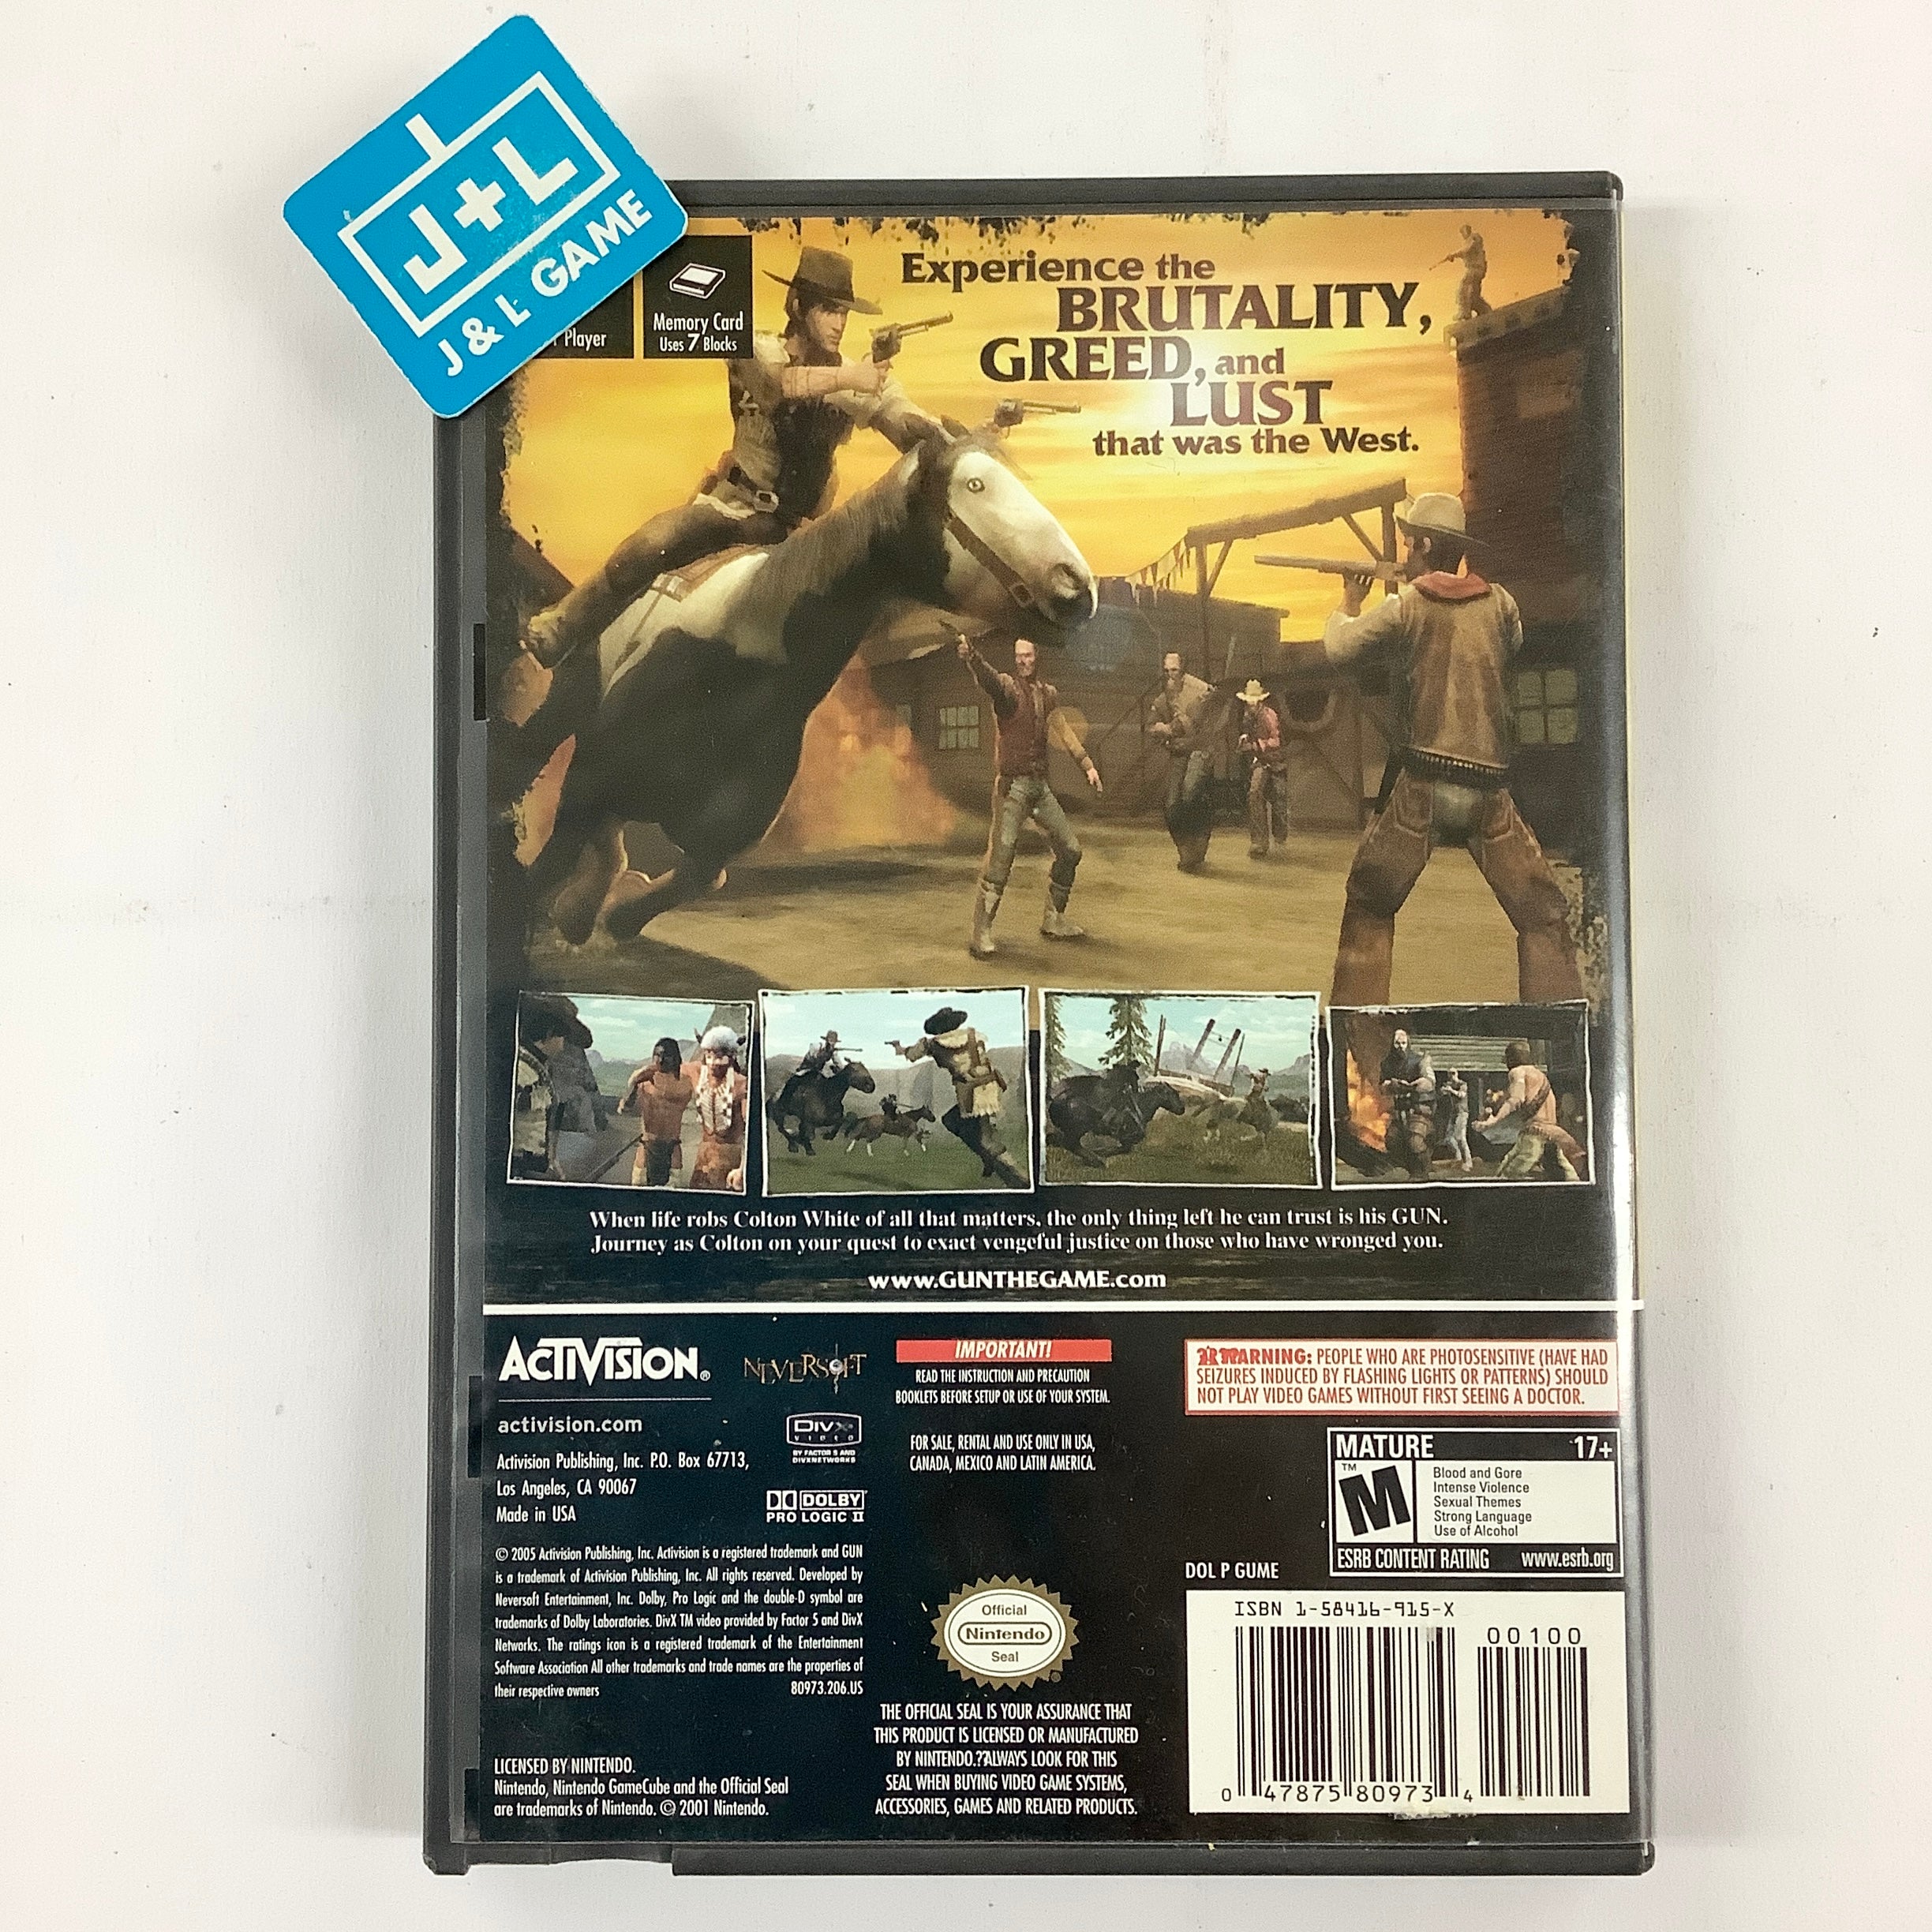 J+L
J & L GAME
Player
Memory Card
Uses 7 Blocks
Experience the
BRUTALITY,
GREED, and
LUST
that was the West.
When life robs Colton White of all that matters, the only thing left he can trust is his GUN.
Journey as Colton on your quest to exact vengeful justice on those who have wronged you.
www.GUNTHEGAME.com
ACTIVISION®
activision.com
Activision Publishing, Inc. P.O. Box 67713,
Los Angeles, CA 90067
Made in USA
NEVERSOFT
DivX
VIDEO
BY FACTOR 5 AND
DIVXNETWORKS
DOLBY
PRO LOGIC II
© 2005 Activision Publishing, Inc. Activision is a registered trademark and GUN
is a trademark of Activision Publishing, Inc. All rights reserved. Developed by
Neversoft Entertainment, Inc. Dolby, Pro Logic and the double-D symbol are
trademarks of Dolby Laboratories. DivX TM video provided by Factor 5 and DivX
Networks. The ratings icon is a registered trademark of the Entertainment
Software Association All other trademarks and trade names are the properties of
their respective owners 80973.206.US
LICENSED BY NINTENDO.
Nintendo, Nintendo GameCube and the Official Seal
are trademarks of Nintendo. © 2001 Nintendo.
IMPORTANT!
READ THE INSTRUCTION AND PRECAUTION
BOOKLETS BEFORE SETUP OR USE OF YOUR SYSTEM.
FOR SALE, RENTAL AND USE ONLY IN USA,
CANADA, MEXICO AND LATIN AMERICA.
Official
Nintendo
Seal
THE OFFICIAL SEAL IS YOUR ASSURANCE THAT
THIS PRODUCT IS LICENSED OR MANUFACTURED
BY NINTENDO.??ALWAYS LOOK FOR THIS
SEAL WHEN BUYING VIDEO GAME SYSTEMS,
ACCESSORIES, GAMES AND RELATED PRODUCTS.
WARNING: PEOPLE WHO ARE PHOTOSENSITIVE (HAVE HAD
SEIZURES INDUCED BY FLASHING LIGHTS OR PATTERNS) SHOULD
NOT PLAY VIDEO GAMES WITHOUT FIRST SEEING A DOCTOR.
MATURE 17+
M™
Blood and Gore
Intense Violence
Sexual Themes
Strong Language
Use of Alcohol
ESRB CONTENT RATING www.esrb.org
DOL P GUME
ISBN 1-58416-915-X
00100
0 47875 80973 4